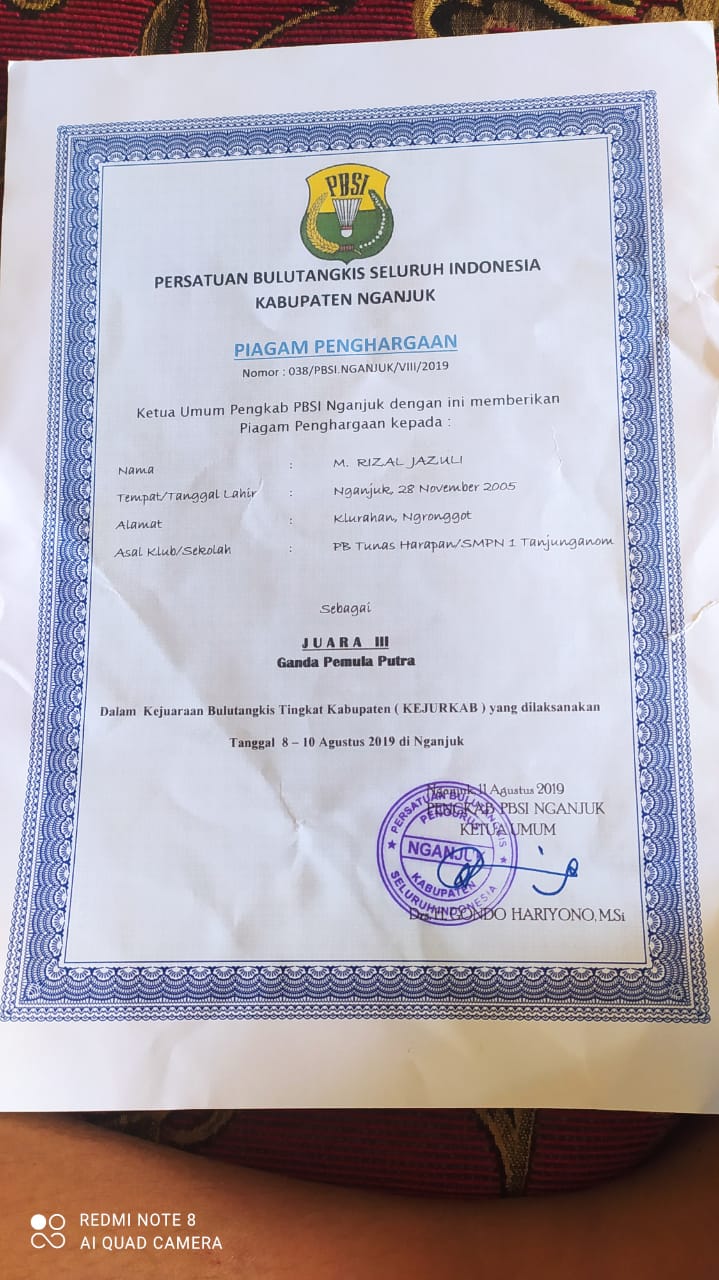 PBSI
PERSATUAN BULUTANGKIS SELURUH INDONESIA
KABUPATEN NGANJUK
PIAGAM PENGHARGAAN
Nomor : 038/PBSI.NGANJUK/VIII/2019
Ketua Umum Pengkab PBSI Nganjuk dengan ini memberikan
Piagam Penghargaan kepada :
Nama : M. RIZAL JAZULI
Tempat/Tanggal Lahir : Nganjuk, 28 November 2005
Alamat : Klurahan, Ngronggot
Asal Klub/Sekolah : PB Tunas Harapan/SMPN 1 Tanjunganom
Sebagai
JUARA III
Ganda Pemula Putra
Dalam Kejuaraan Bulutangkis Tingkat Kabupaten ( KEJURKAB ) yang dilaksanakan
Tanggal 8 – 10 Agustus 2019 di Nganjuk
Nganjuk 11 Agustus 2019
PENGKAB PBSI NGANJUK
KETUA UMUM
PERSATUAN BULUTANGKIS
PENGURUS
NGANJUK
KABUPATEN
SELURUH INDONESIA
Drs. H. GONDO HARIYONO, M.Si
REDMI NOTE 8
AI QUAD CAMERA